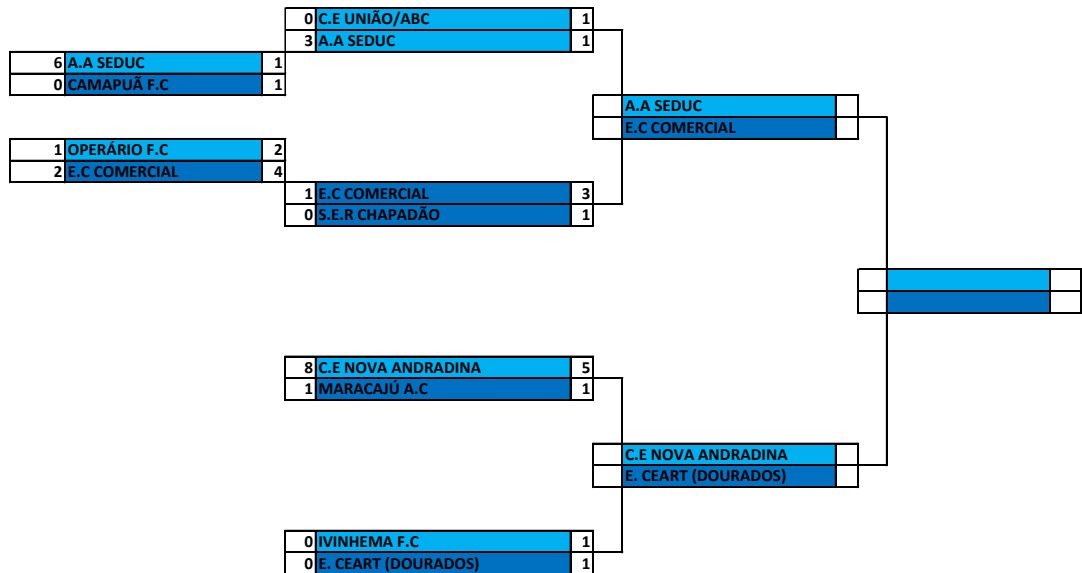 0 C.E UNIÃO/ABC 1
3 A.A SEDUC 1
6 A.A SEDUC 1
0 CAMAPUÃ F.C 1
A.A SEDUC
E.C COMERCIAL
1 OPERÁRIO F.C 2
2 E.C COMERCIAL 4
1 E.C COMERCIAL 3
0 S.E.R CHAPADÃO 1
8 C.E NOVA ANDRADINA 5
1 MARACAJÚ A.C 1
C.E NOVA ANDRADINA
E. CEART (DOURADOS)
0 IVINHEMA F.C 1
0 E. CEART (DOURADOS) 1